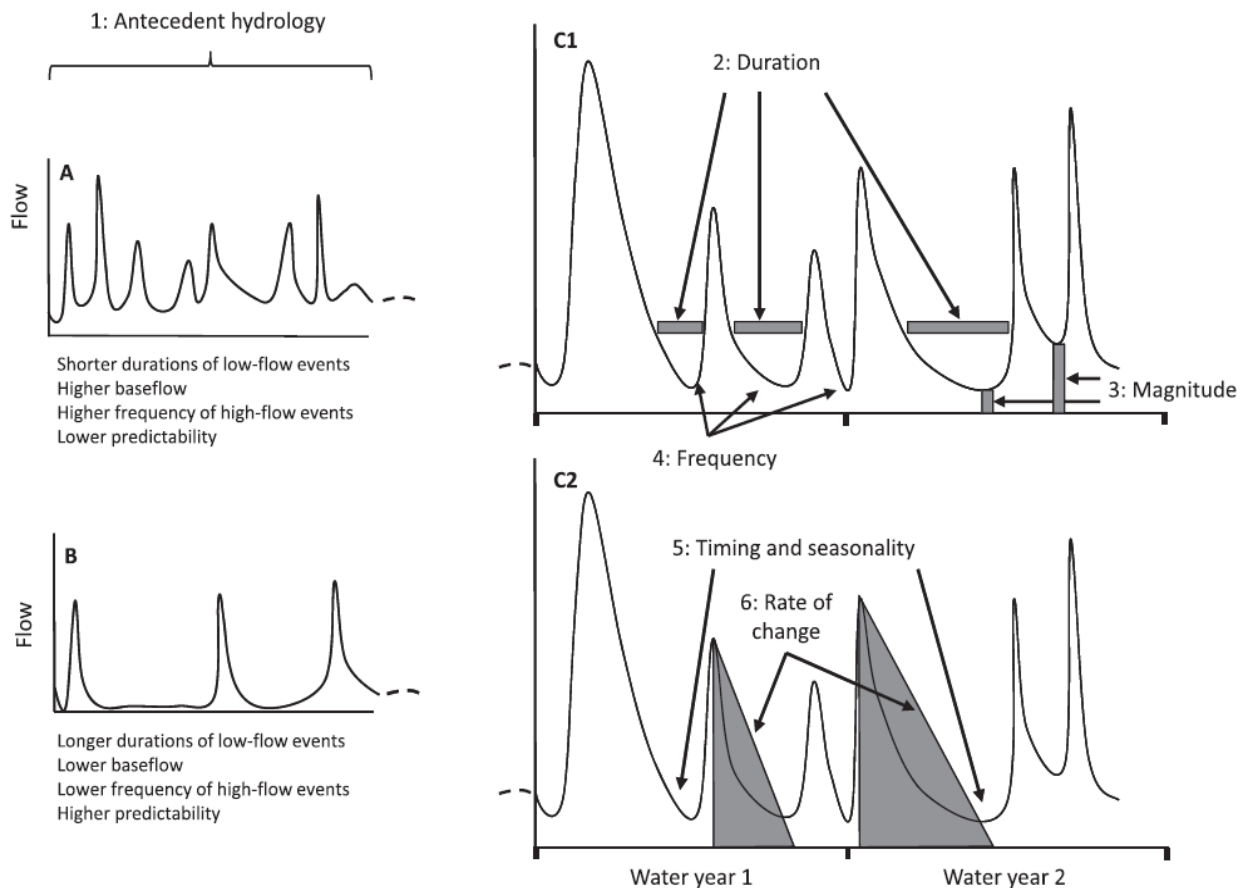 1: Antecedent hydrology
A
Flow
Shorter durations of low-flow events
Higher baseflow
Higher frequency of high-flow events
Lower predictability
B
Flow
Longer durations of low-flow events
Lower baseflow
Lower frequency of high-flow events
Higher predictability
C1
2: Duration
3: Magnitude
4: Frequency
C2
5: Timing and seasonality
6: Rate of
change
Water year 1
Water year 2